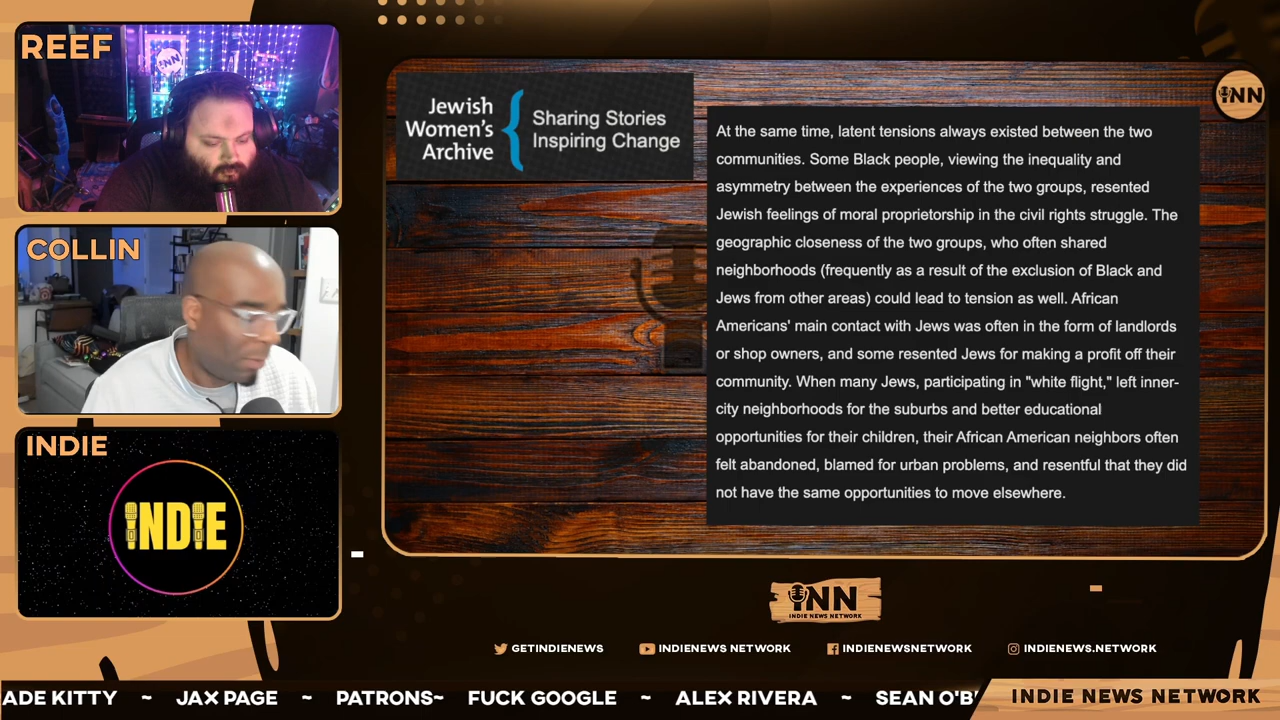 REEF
COLLIN
INDIE
INDIE
Jewish
Women's
Archive
Sharing Stories
Inspiring Change
INN
At the same time, latent tensions always existed between the two
communities. Some Black people, viewing the inequality and
asymmetry between the experiences of the two groups, resented
Jewish feelings of moral proprietorship in the civil rights struggle. The
geographic closeness of the two groups, who often shared
neighborhoods (frequently as a result of the exclusion of Black and
Jews from other areas) could lead to tension as well. African
Americans' main contact with Jews was often in the form of landlords
or shop owners, and some resented Jews for making a profit off their
community. When many Jews, participating in "white flight," left inner-
city neighborhoods for the suburbs and better educational
opportunities for their children, their African American neighbors often
felt abandoned, blamed for urban problems, and resentful that they did
not have the same opportunities to move elsewhere.
INN
INDIE NEWS NETWORK
GETINDIENEWS INDIENEWS NETWORK INDIENEWSNETWORK INDIENEWS.NETWORK
ADE KITTY ~ JAX PAGE ~ PATRONS~ FUCK GOOGLE ~ ALEX RIVERA ~ SEAN O'B
INDIE NEWS NETWORK